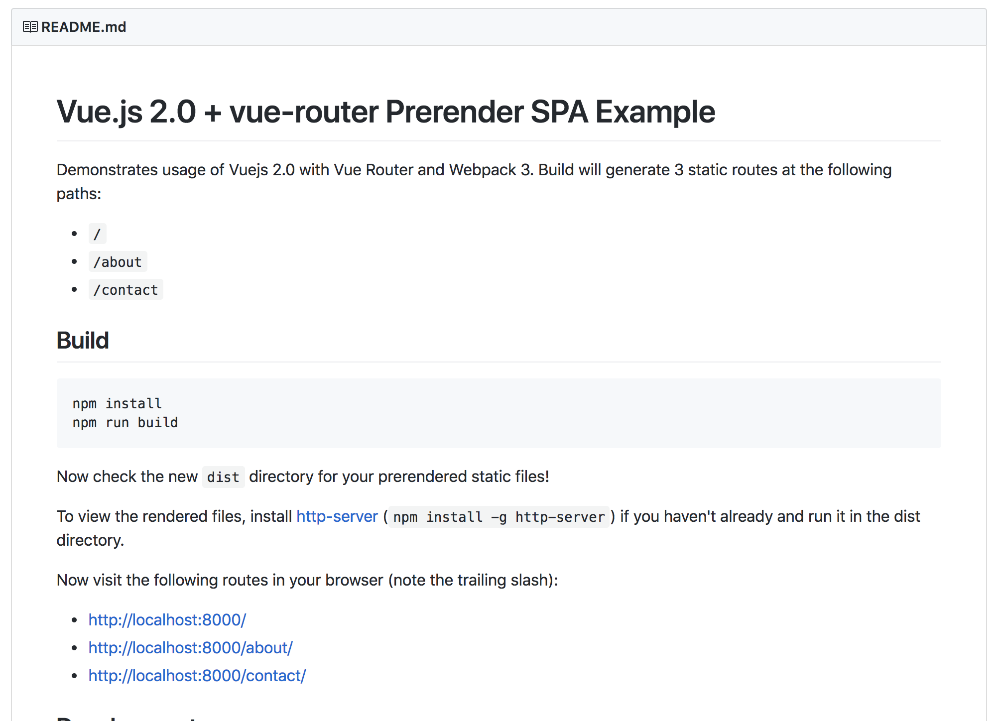 README.md
Vue.js 2.0 + vue-router Prerender SPA Example
Demonstrates usage of Vuejs 2.0 with Vue Router and Webpack 3. Build will generate 3 static routes at the following
paths:
• /
• /about
• /contact
Build
npm install
npm run build
Now check the new dist directory for your prerendered static files!
To view the rendered files, install http-server (npm install -g http-server) if you haven't already and run it in the dist
directory.
Now visit the following routes in your browser (note the trailing slash):
• http://localhost:8000/
• http://localhost:8000/about/
• http://localhost:8000/contact/